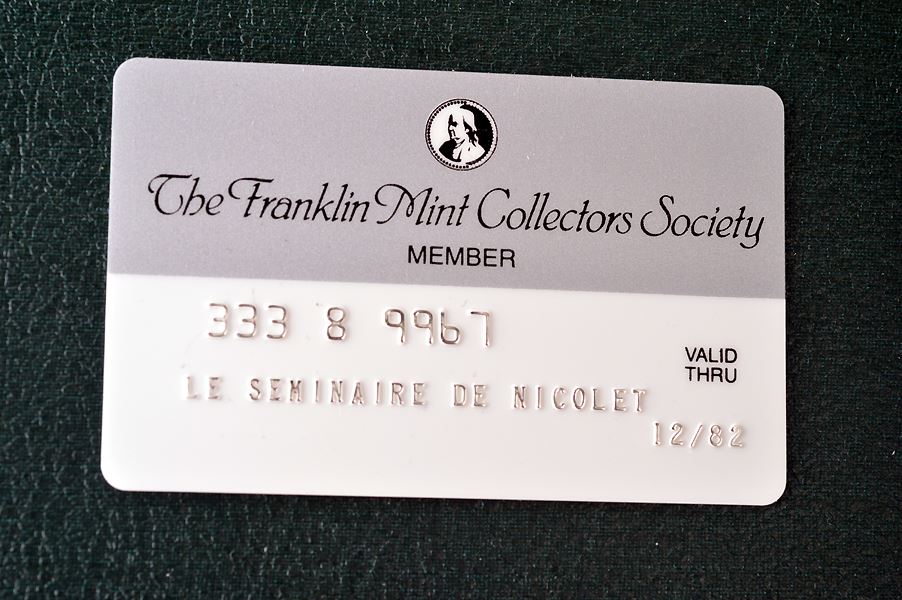 The Franklin Mint Collectors Society
MEMBER
333 8 9967
VALID
THRU
LE SEMINAIRE DE NICOLET
12/82